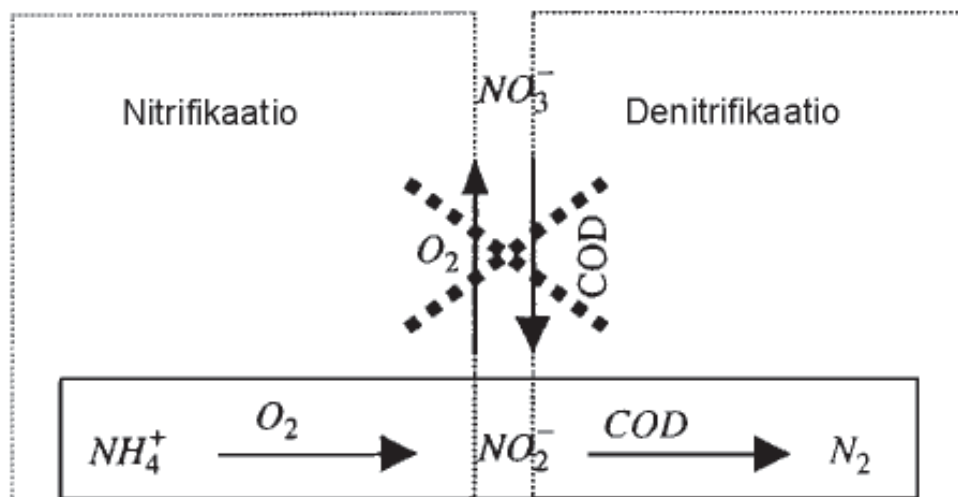 NO₃⁻
Nitrifikaatio
Denitrifikaatio
O₂
COD
O₂
COD
NH₄⁺
NO₂⁻
N₂